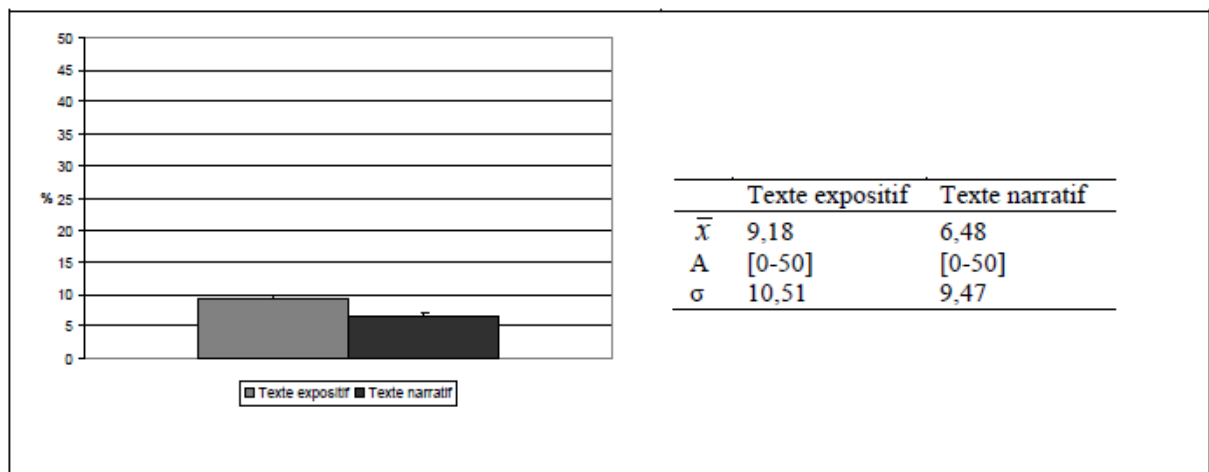 50
45
40
35
30
% 25
20
15
10
5
0
Texte expositif Texte narratif
Texte expositif Texte narratif
x̅ 9,18 6,48
A [0-50] [0-50]
σ 10,51 9,47